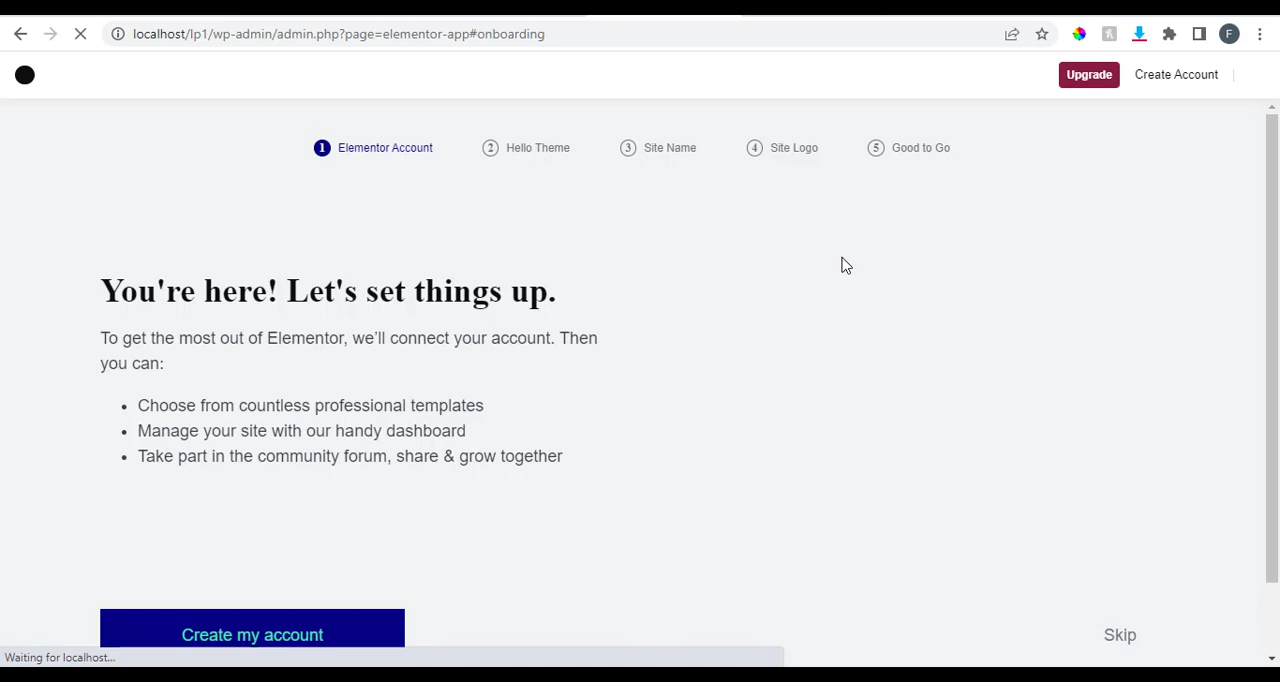 localhost/lp1/wp-admin/admin.php?page=elementor-app#onboarding
F
Upgrade
Create Account
1 Elementor Account
2 Hello Theme
3 Site Name
4 Site Logo
5 Good to Go
You're here! Let's set things up.
To get the most out of Elementor, we’ll connect your account. Then
you can:
• Choose from countless professional templates
• Manage your site with our handy dashboard
• Take part in the community forum, share & grow together
Create my account
Skip
Waiting for localhost...